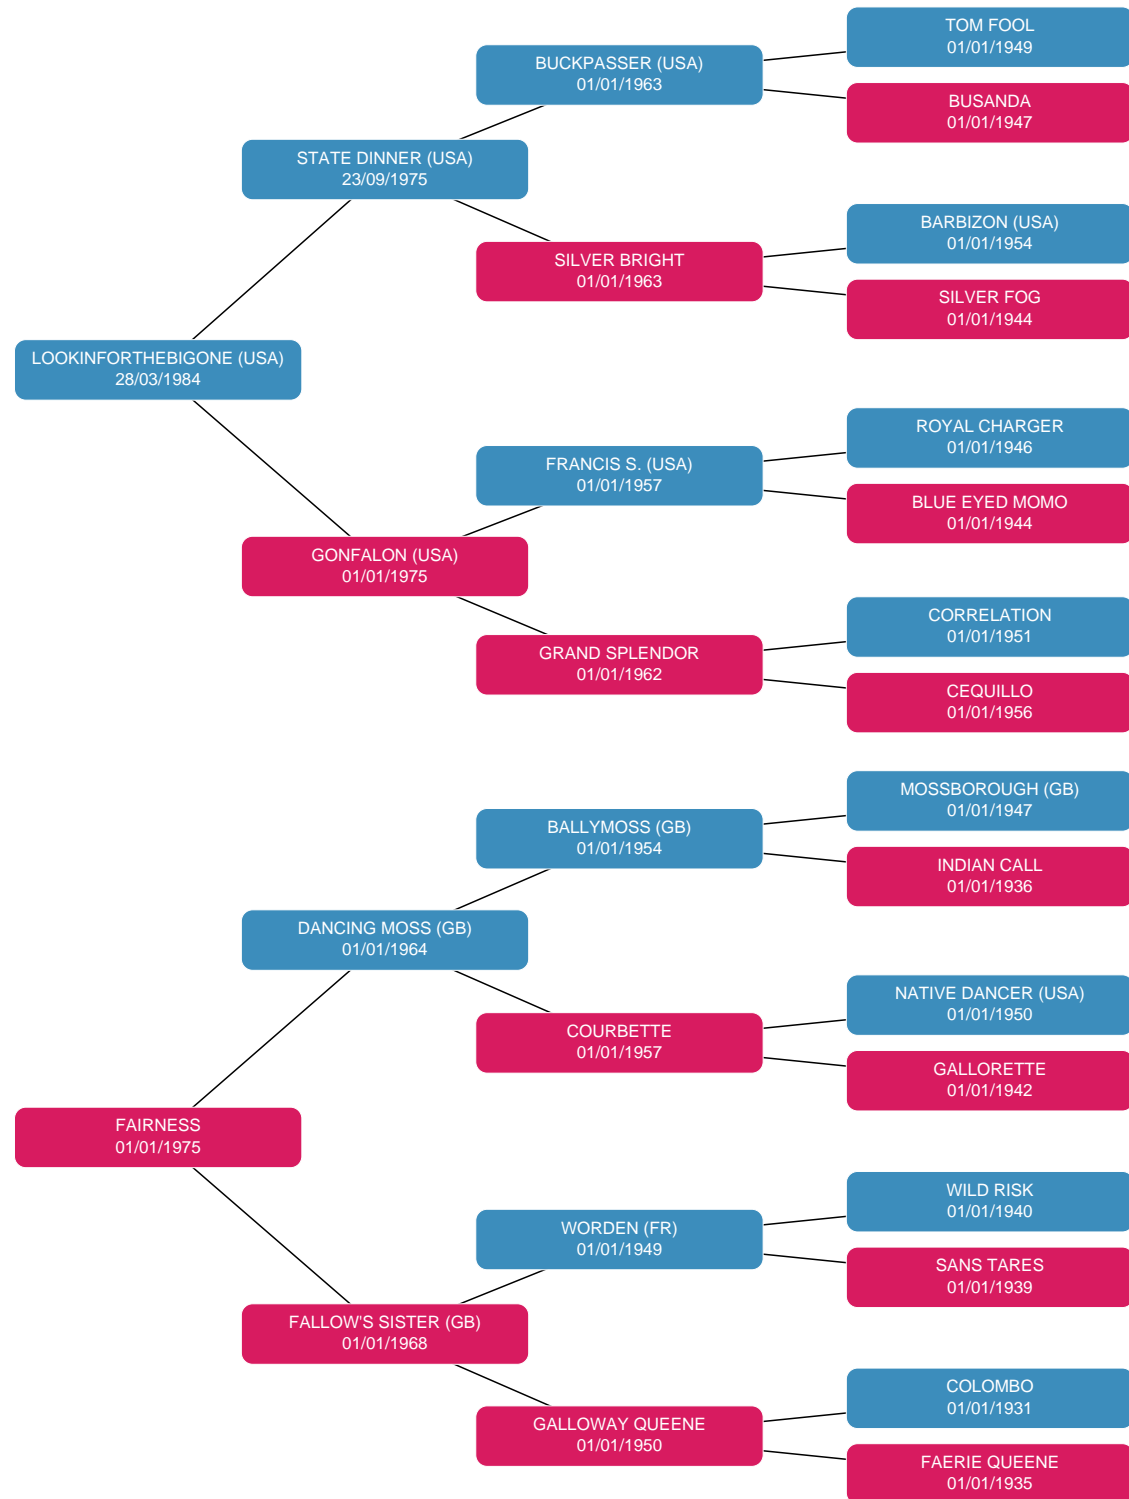 TOM FOOL
01/01/1949
BUCKPASSER (USA)
01/01/1963
BUSANDA
01/01/1947
STATE DINNER (USA)
23/09/1975
BARBIZON (USA)
01/01/1954
SILVER BRIGHT
01/01/1963
SILVER FOG
01/01/1944
LOOKINFORTHEBIGONE (USA)
28/03/1984
ROYAL CHARGER
01/01/1946
FRANCIS S. (USA)
01/01/1957
BLUE EYED MOMO
01/01/1944
GONFALON (USA)
01/01/1975
CORRELATION
01/01/1951
GRAND SPLENDOR
01/01/1962
CEQUILLO
01/01/1956
MOSSBOROUGH (GB)
01/01/1947
BALLYMOSS (GB)
01/01/1954
INDIAN CALL
01/01/1936
DANCING MOSS (GB)
01/01/1964
NATIVE DANCER (USA)
01/01/1950
COURBETTE
01/01/1957
GALLORETTE
01/01/1942
FAIRNESS
01/01/1975
WILD RISK
01/01/1940
WORDEN (FR)
01/01/1949
SANS TARES
01/01/1939
FALLOW'S SISTER (GB)
01/01/1968
COLOMBO
01/01/1931
GALLOWAY QUEENE
01/01/1950
FAERIE QUEENE
01/01/1935